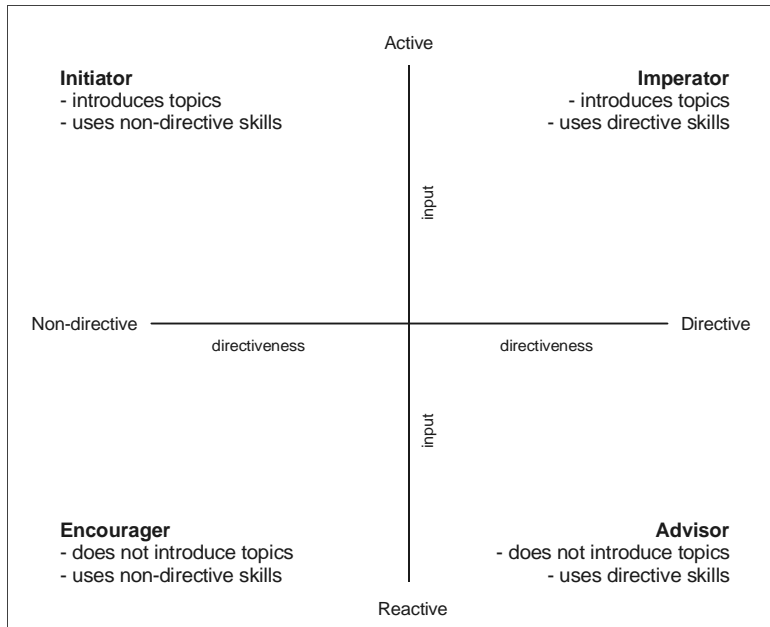 Active
Initiator
- introduces topics
- uses non-directive skills
Imperator
- introduces topics
- uses directive skills
input
Non-directive
Directive
directiveness
directiveness
input
Encourager
- does not introduce topics
- uses non-directive skills
Advisor
- does not introduce topics
- uses directive skills
Reactive